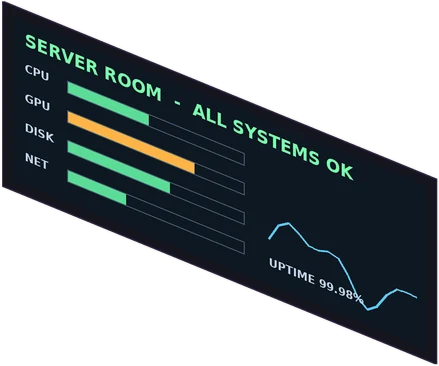 SERVER ROOM - ALL SYSTEMS OK
CPU
GPU
DISK
NET
UPTIME 99.98%